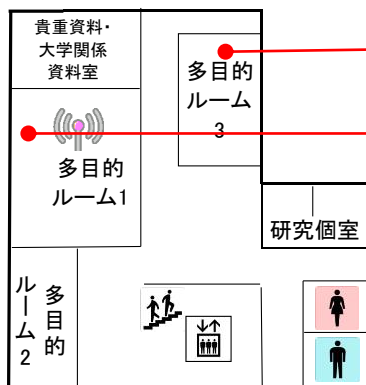 貴重資料・
大学関係
資料室
多目的
ルーム
3
多目的
ルーム1
研究個室
多目的
ルーム2